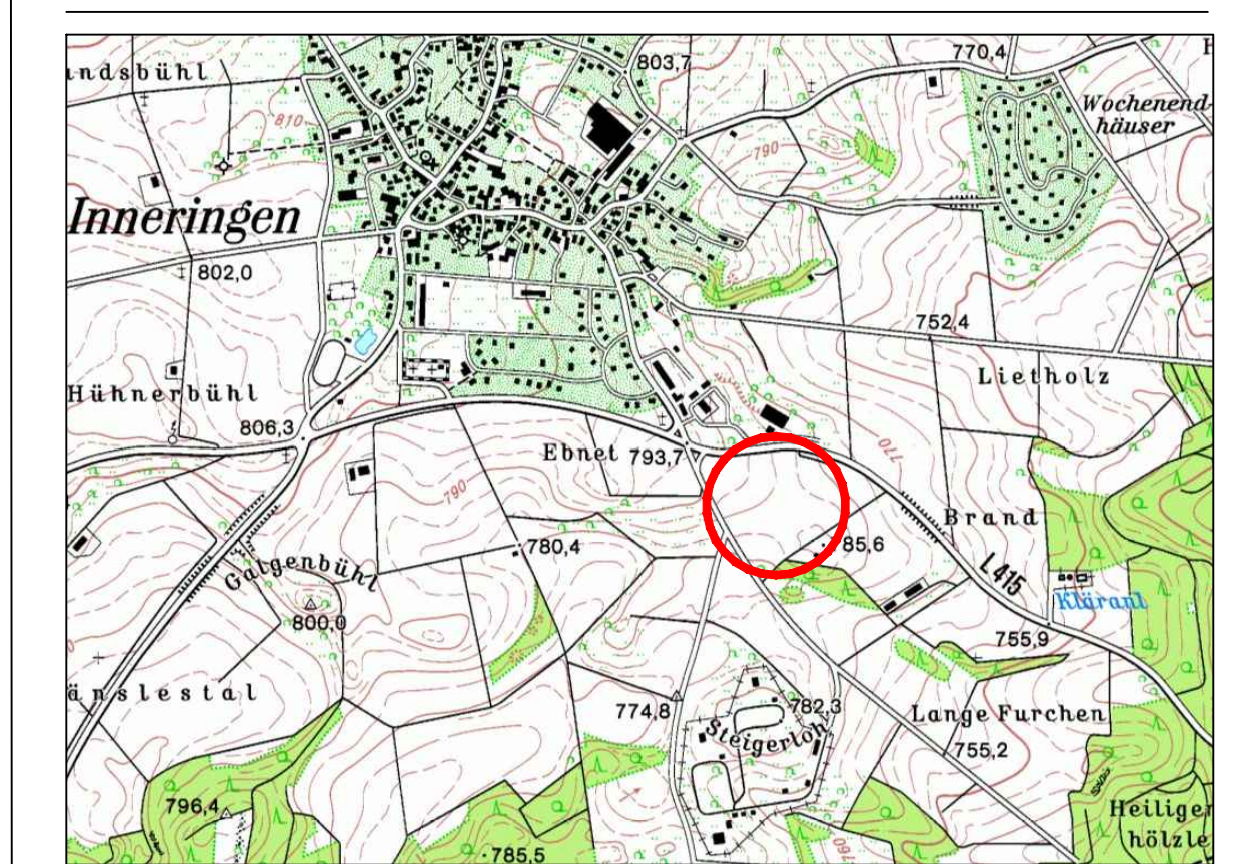 803,7
770,4
ındsbühl
Wochenend-
häuser
810
790
Inneringen
802,0
752,4
Lietholz
Hühnerbühl
806,3
Ebnet 793,7
770
790
Brand
780,4
85,6
L415
Galgenbühl
Kläranl
800,0
755,9
änslestal
774,8
782,3
Steigerloh
Lange Furchen
755,2
796,4
Heiliger
hölzle
785,5
760